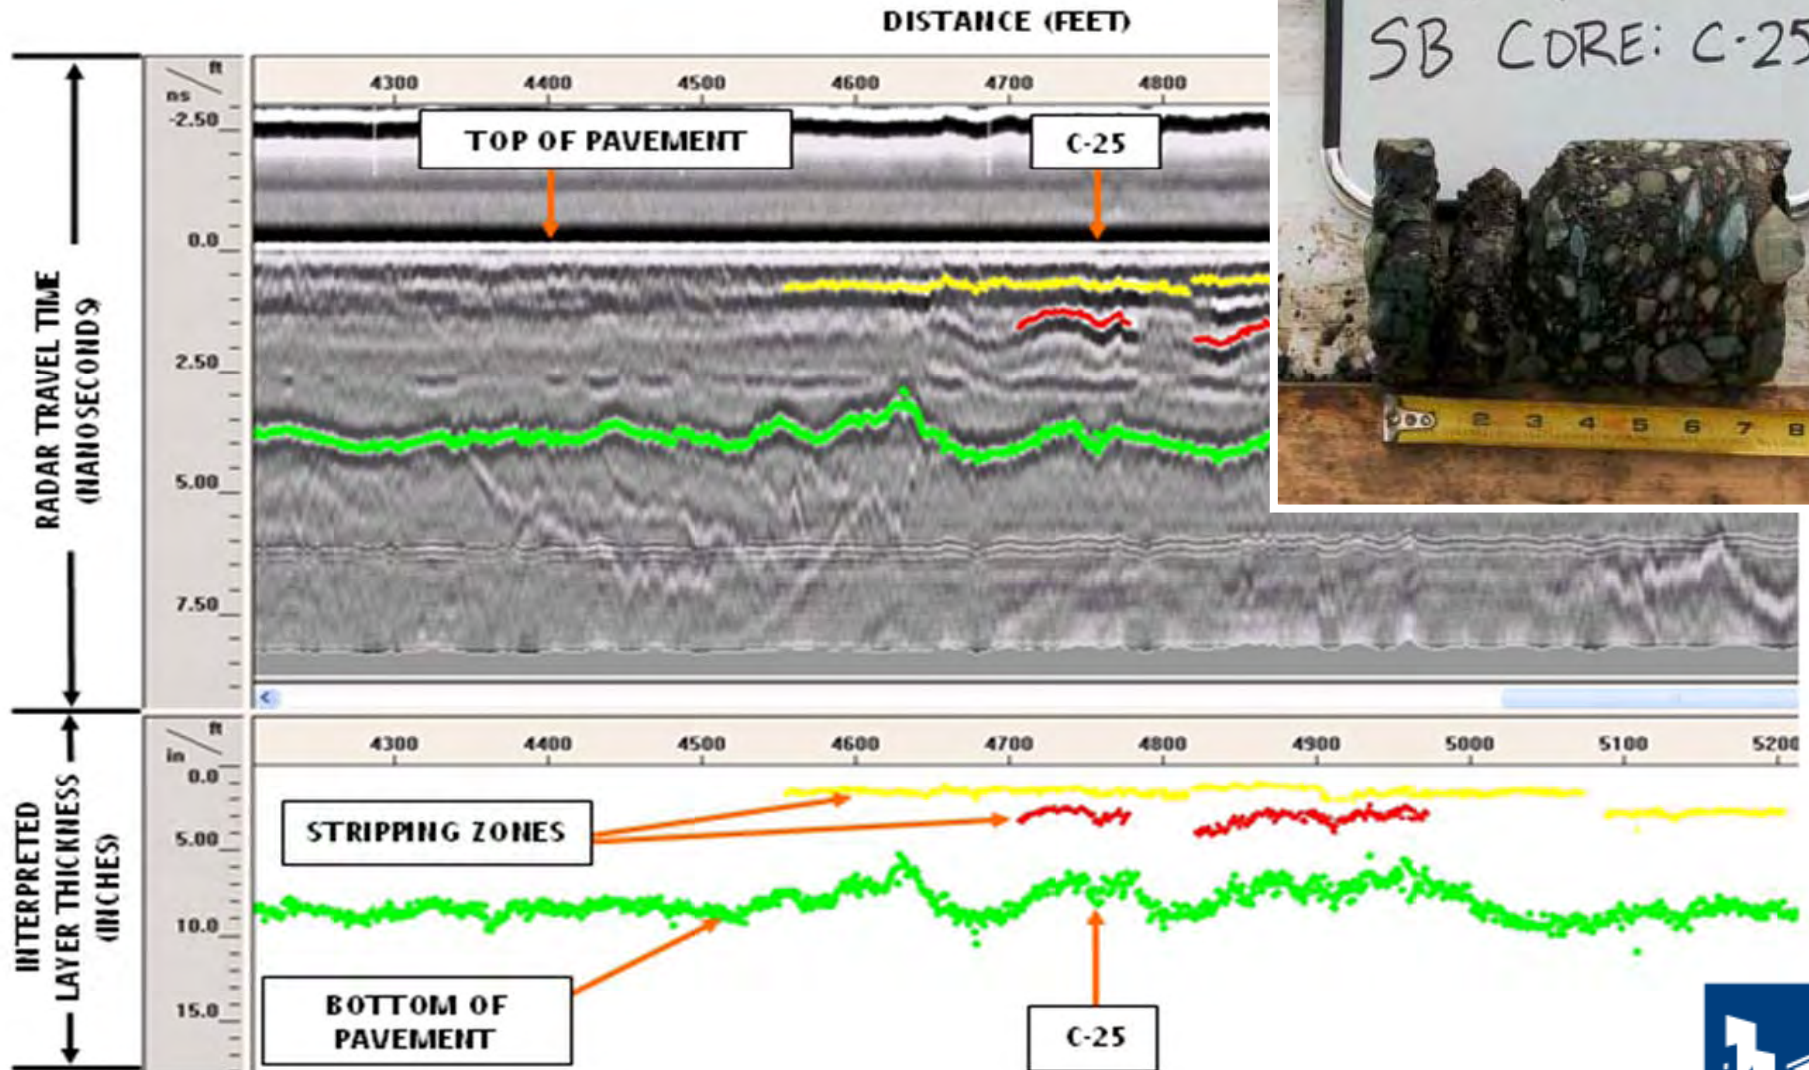 DISTANCE (FEET)
SB CORE: C-25
ft
ns
4300 4400 4500 4600 4700 4800
-2.50
0.0
2.50
5.00
7.50
TOP OF PAVEMENT
C-25
RADAR TRAVEL TIME
(NANOSECONDS)
2 3 4 5 6 7 8
ft
in
4300 4400 4500 4600 4700 4800 4900 5000 5100 5200
0.0
5.00
10.0
15.0
INTERPRETED
LAYER THICKNESS
(INCHES)
STRIPPING ZONES
BOTTOM OF
PAVEMENT
C-25